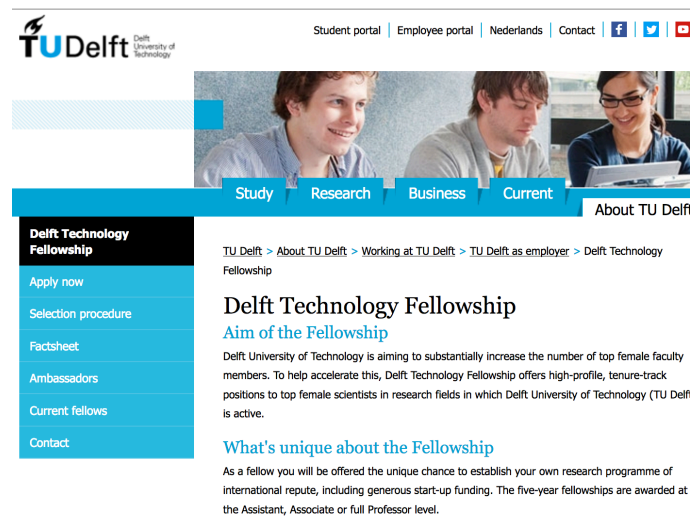 Student portal
Employee portal
Nederlands
Contact
TUDelft
Delft
University of
Technology
Study
Research
Business
Current
About TU Delft
Delft Technology
Fellowship
Apply now
Selection procedure
Factsheet
Ambassadors
Current fellows
Contact
TU Delft > About TU Delft > Working at TU Delft > TU Delft as employer > Delft Technology
Fellowship
Delft Technology Fellowship
Aim of the Fellowship
Delft University of Technology is aiming to substantially increase the number of top female faculty
members. To help accelerate this, Delft Technology Fellowship offers high-profile, tenure-track
positions to top female scientists in research fields in which Delft University of Technology (TU Delft
is active.
What's unique about the Fellowship
As a fellow you will be offered the unique chance to establish your own research programme of
international repute, including generous start-up funding. The five-year fellowships are awarded at
the Assistant, Associate or full Professor level.